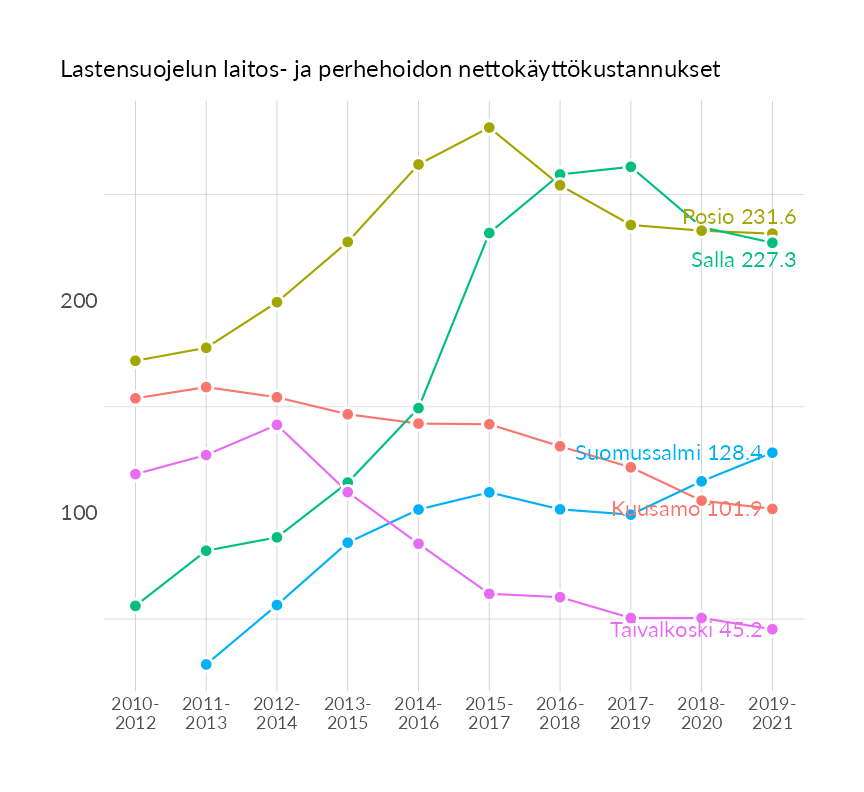 Lastensuojelun laitos- ja perhehoidon nettokäyttökustannukset
Posio 231.6
Salla 227.3
200
Suomussalmi 128.4
Kuusamo 101.9
100
Taivalkoski 45.2
2010- 2011- 2012- 2013- 2014- 2015- 2016- 2017- 2018- 2019-
2012 2013 2014 2015 2016 2017 2018 2019 2020 2021